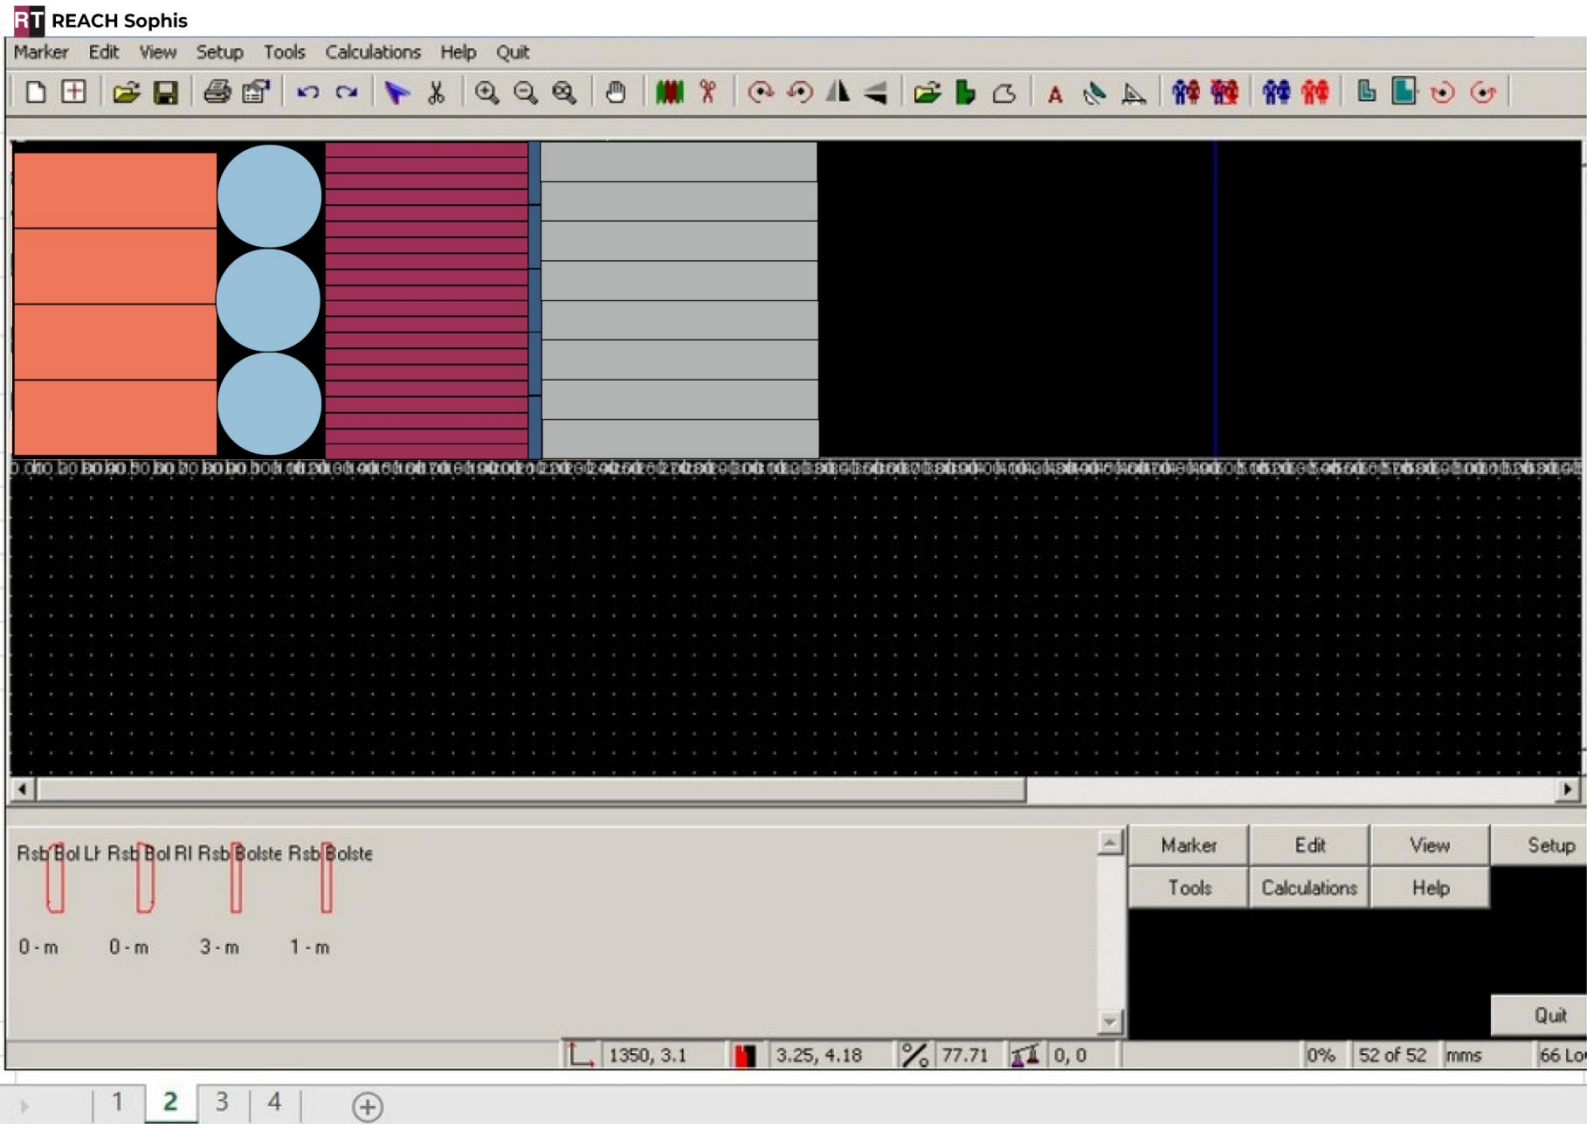 RT REACH Sophis
Marker Edit View Setup Tools Calculations Help Quit
A
Rsb Bol Lh Rsb Bol Rl Rsb Bolste Rsb Bolste
0 - m 0 - m 3 - m 1 - m
Marker Edit View Setup
Tools Calculations Help
Quit
1350, 3.1 3.25, 4.18 77.71 0, 0 0% 52 of 52 mms 66 Lo
1 2 3 4